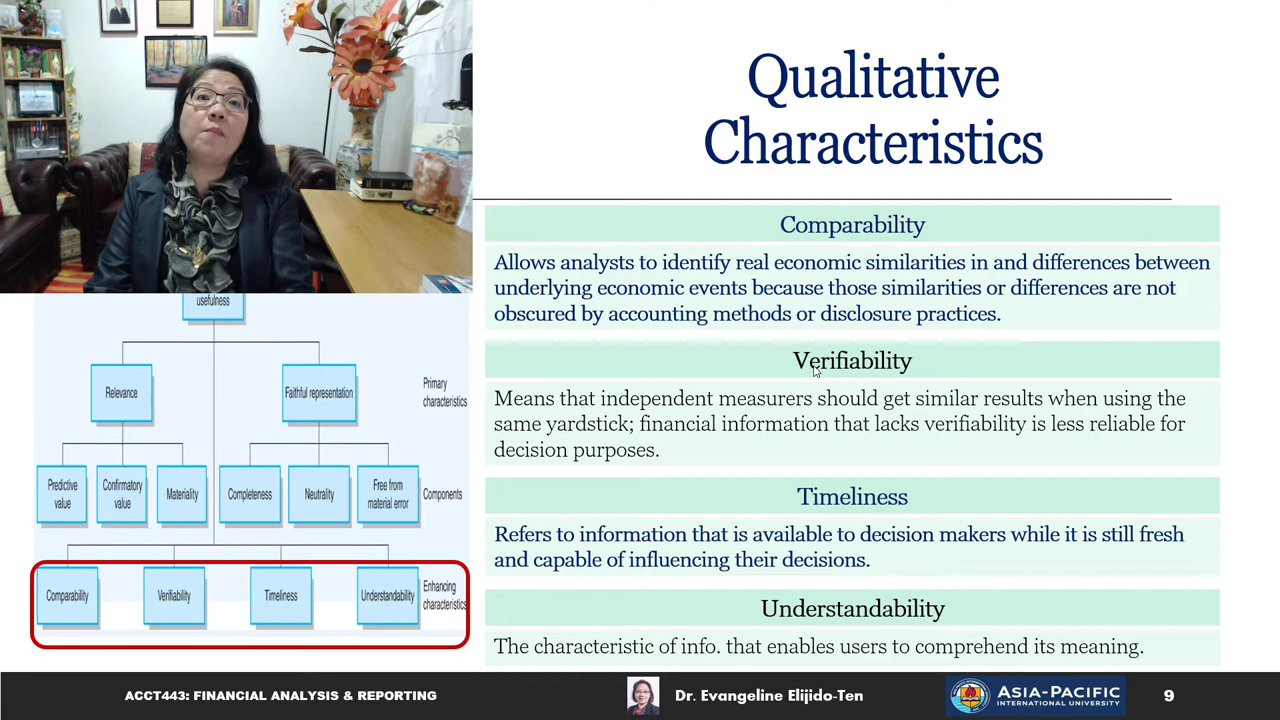 Qualitative
Characteristics
Comparability
Allows analysts to identify real economic similarities in and differences between
underlying economic events because those similarities or differences are not
obscured by accounting methods or disclosure practices.
Verifiability
Means that independent measurers should get similar results when using the
same yardstick; financial information that lacks verifiability is less reliable for
decision purposes.
Timeliness
Refers to information that is available to decision makers while it is still fresh
and capable of influencing their decisions.
Understandability
The characteristic of info. that enables users to comprehend its meaning.
usefulness
Relevance
Faithful representation
Primary
characteristics
Predictive
value
Confirmatory
value
Materiality
Completeness
Neutrality
Free from
material error
Components
Comparability
Verifiability
Timeliness
Understandability
Enhancing
characteristics
ACCT443: FINANCIAL ANALYSIS & REPORTING
Dr. Evangeline Elijido-Ten
ASIA-PACIFIC
INTERNATIONAL UNIVERSITY
9